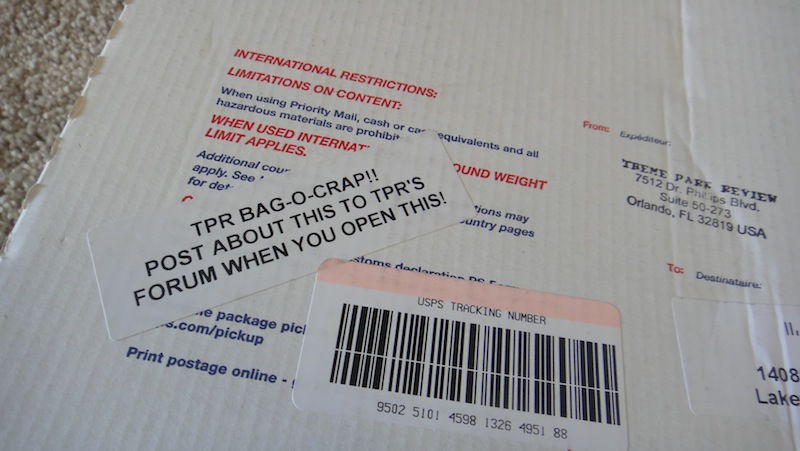 INTERNATIONAL RESTRICTIONS:
LIMITATIONS ON CONTENT:
When using Priority Mail, cash or cash equivalents and all
hazardous materials are prohibit
WHEN USED INTERNAT
OUND WEIGHT
LIMIT APPLIES.
Additional cou
apply. See
for det
tions may
untry pages
TPR BAG-O-CRAP!!
POST ABOUT THIS TO TPR'S
FORUM WHEN YOU OPEN THIS!
stoms declaration PS Form
e package pic
s.com/pickup
Print postage online -
USPS TRACKING NUMBER
9502 5101 4598 1326 4951 88
From: Expéditeur:
THEME PARK REVIEW
7512 Dr. Phillips Blvd.
Suite 50-273
Orlando, FL 32819 USA
To: Destinataire:
1408
Lake